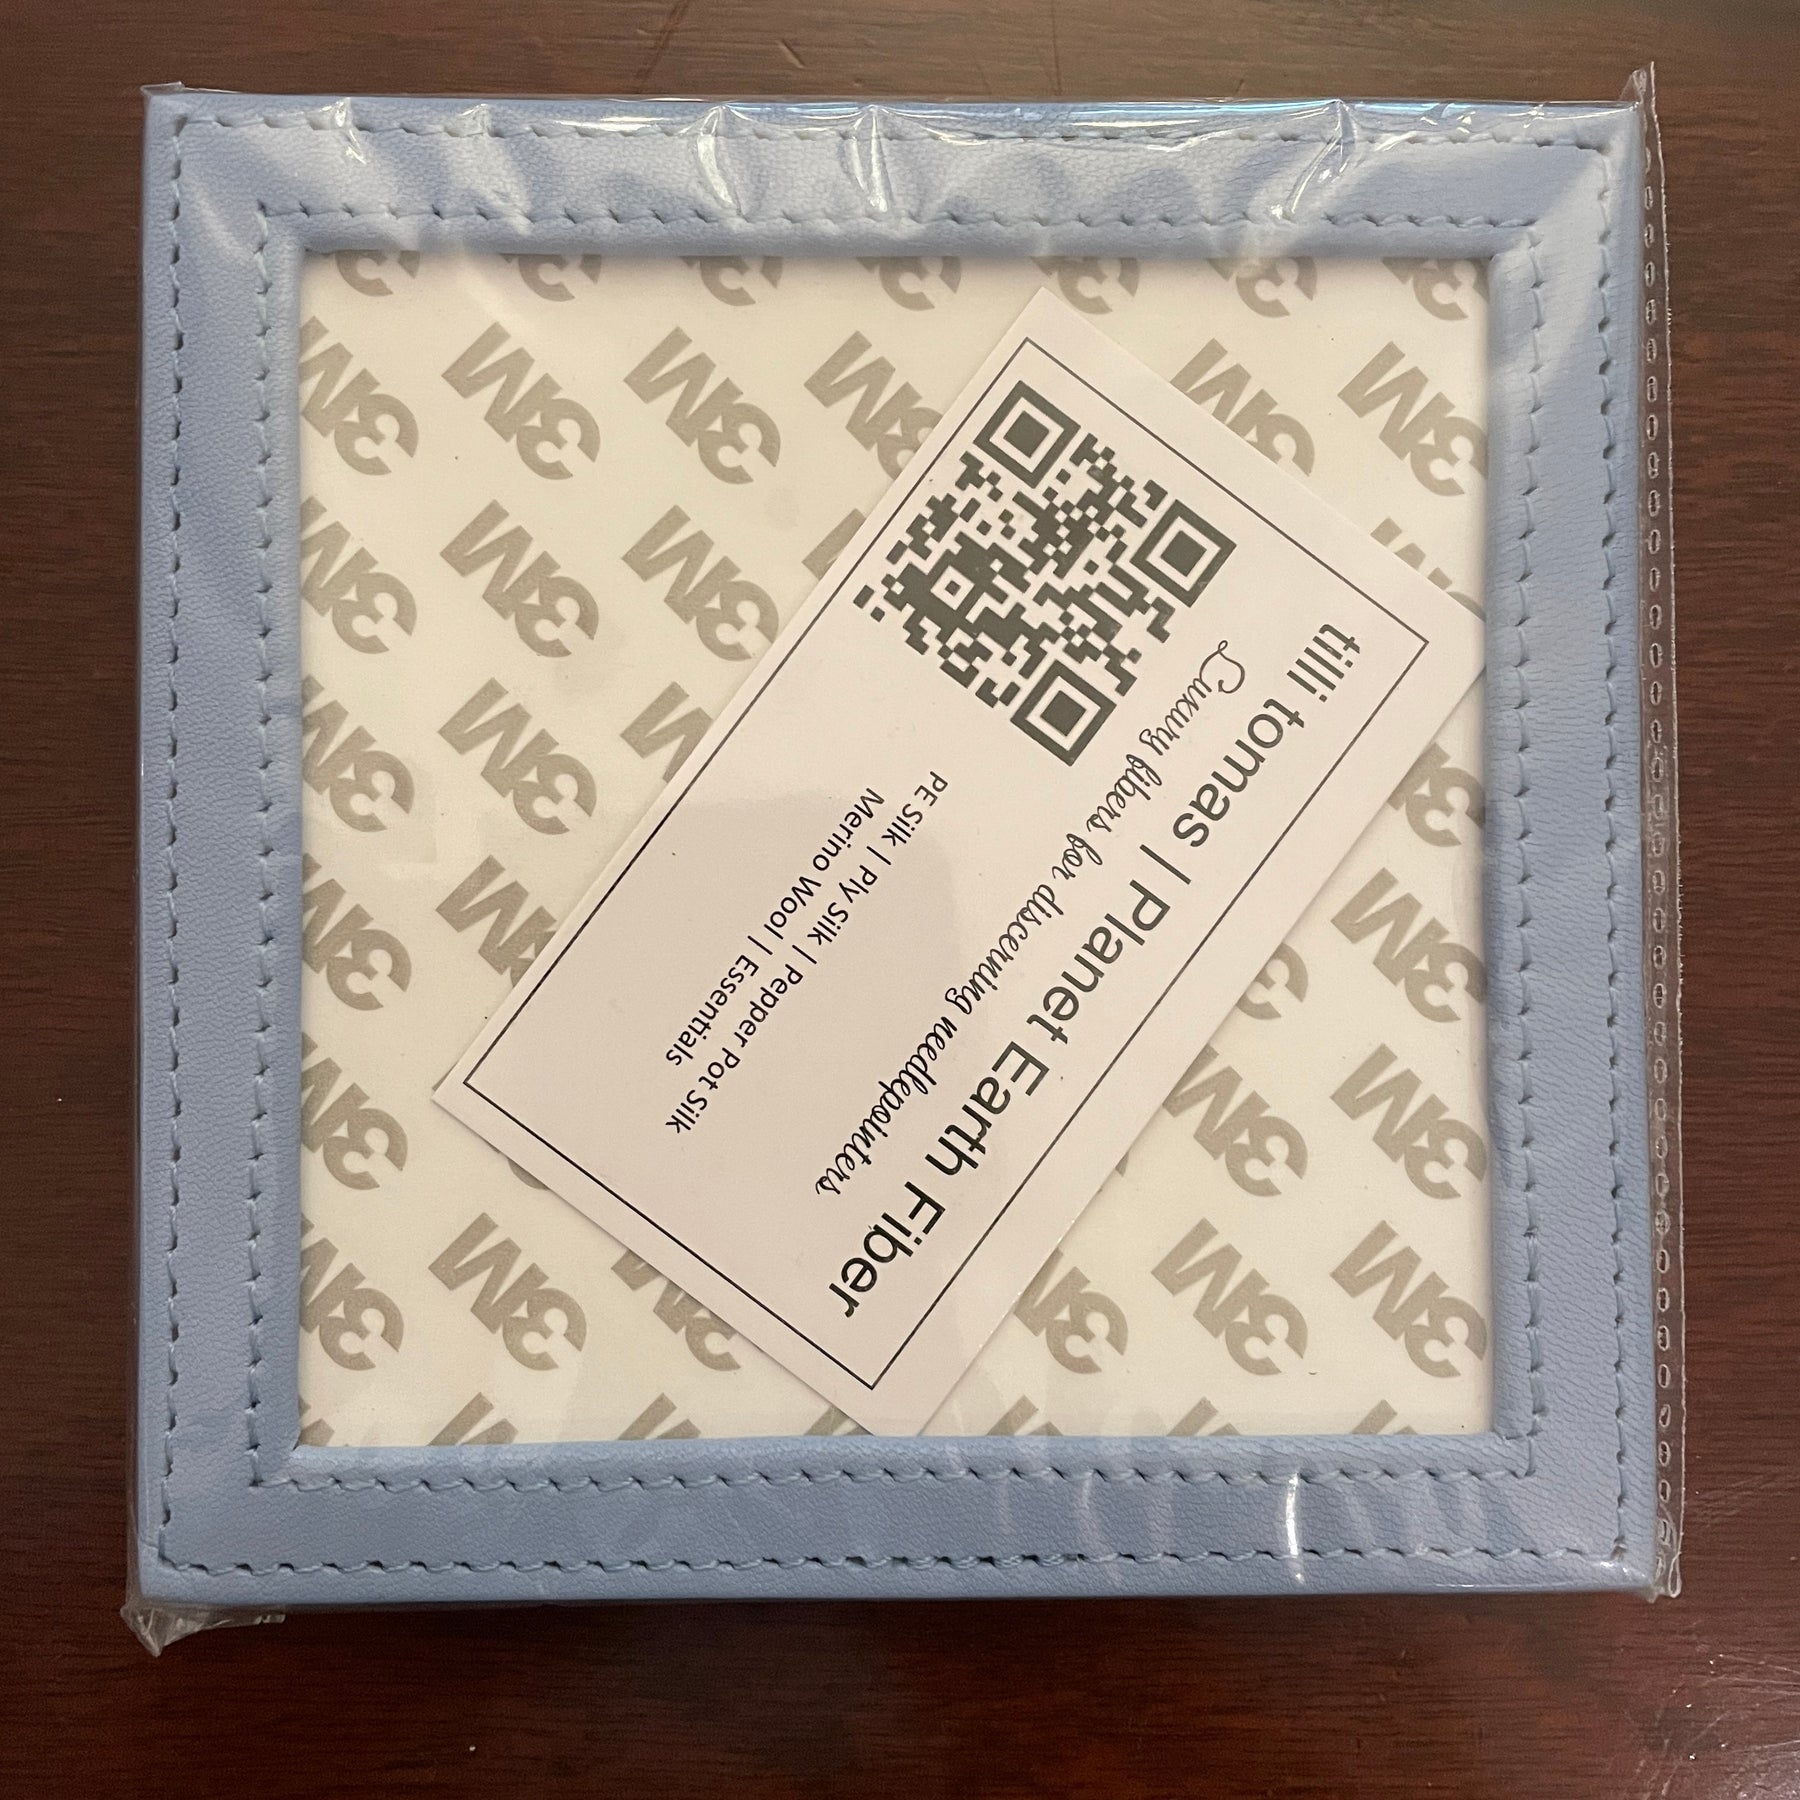 tilli tomas | Planet Earth Fiber
Luxury fibers for discerning needlepointers
PE Silk | Ply Silk | Pepper Pot Silk
Merino Wool | Essentials
3M